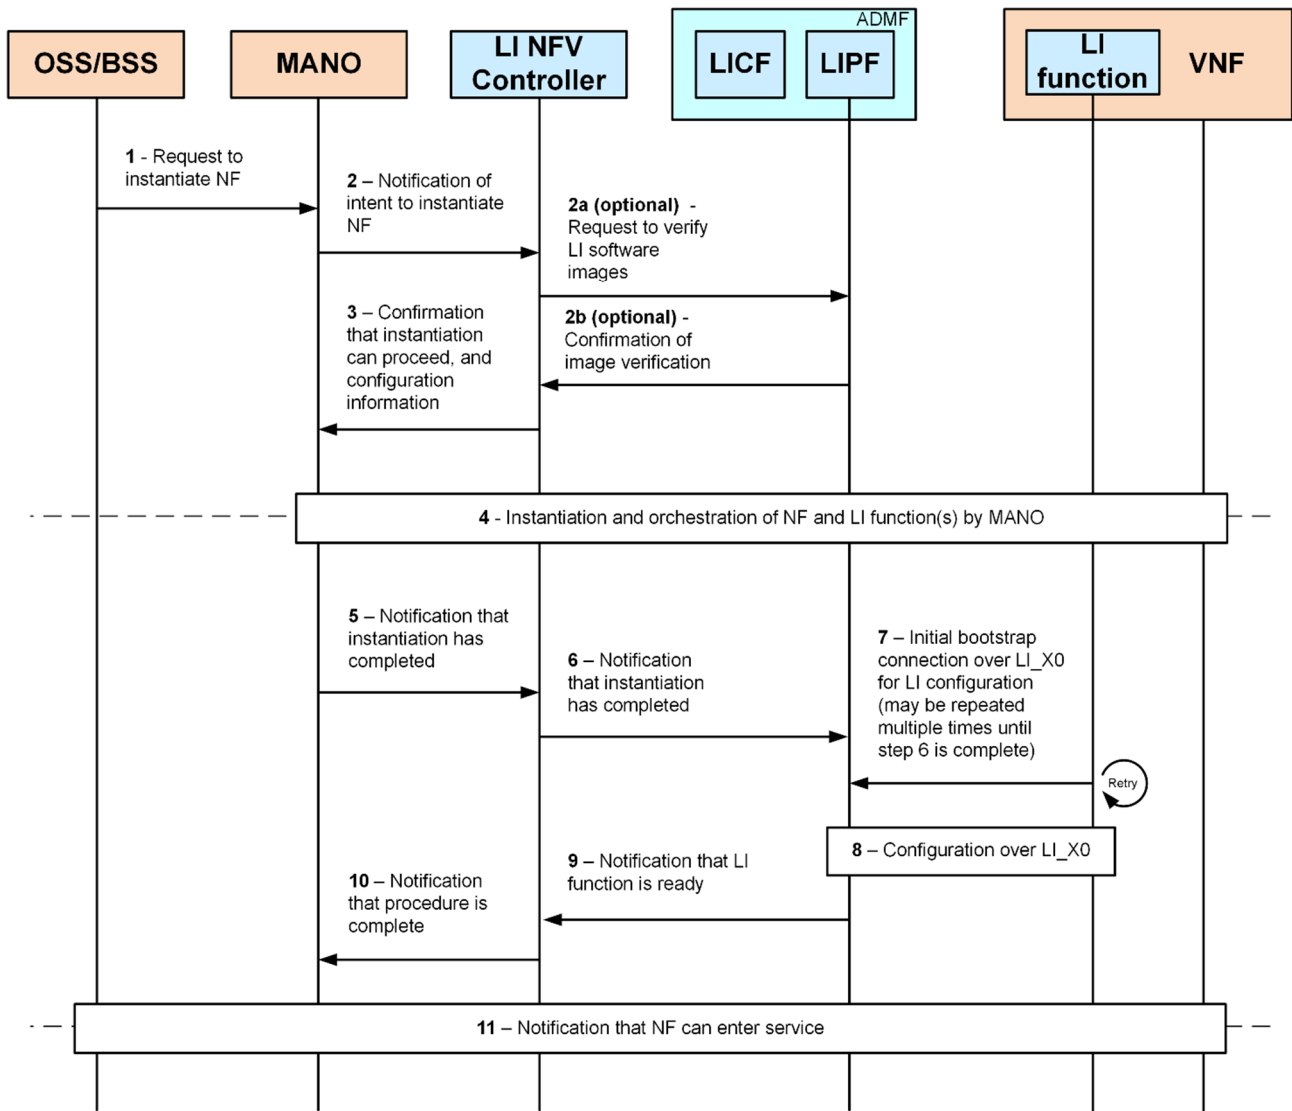 OSS/BSS
MANO
LI NFV
Controller
ADMF
LICF
LIPF
LI
function
VNF
1 - Request to
instantiate NF
2 – Notification of
intent to instantiate
NF
2a (optional) -
Request to verify
LI software
images
2b (optional) -
Confirmation of
image verification
3 – Confirmation
that instantiation
can proceed, and
configuration
information
4 - Instantiation and orchestration of NF and LI function(s) by MANO
5 – Notification that
instantiation has
completed
6 – Notification
that instantiation
has completed
7 – Initial bootstrap
connection over LI_X0
for LI configuration
(may be repeated
multiple times until
step 6 is complete)
Retry
8 – Configuration over LI_X0
9 – Notification that LI
function is ready
10 – Notification
that procedure is
complete
11 – Notification that NF can enter service